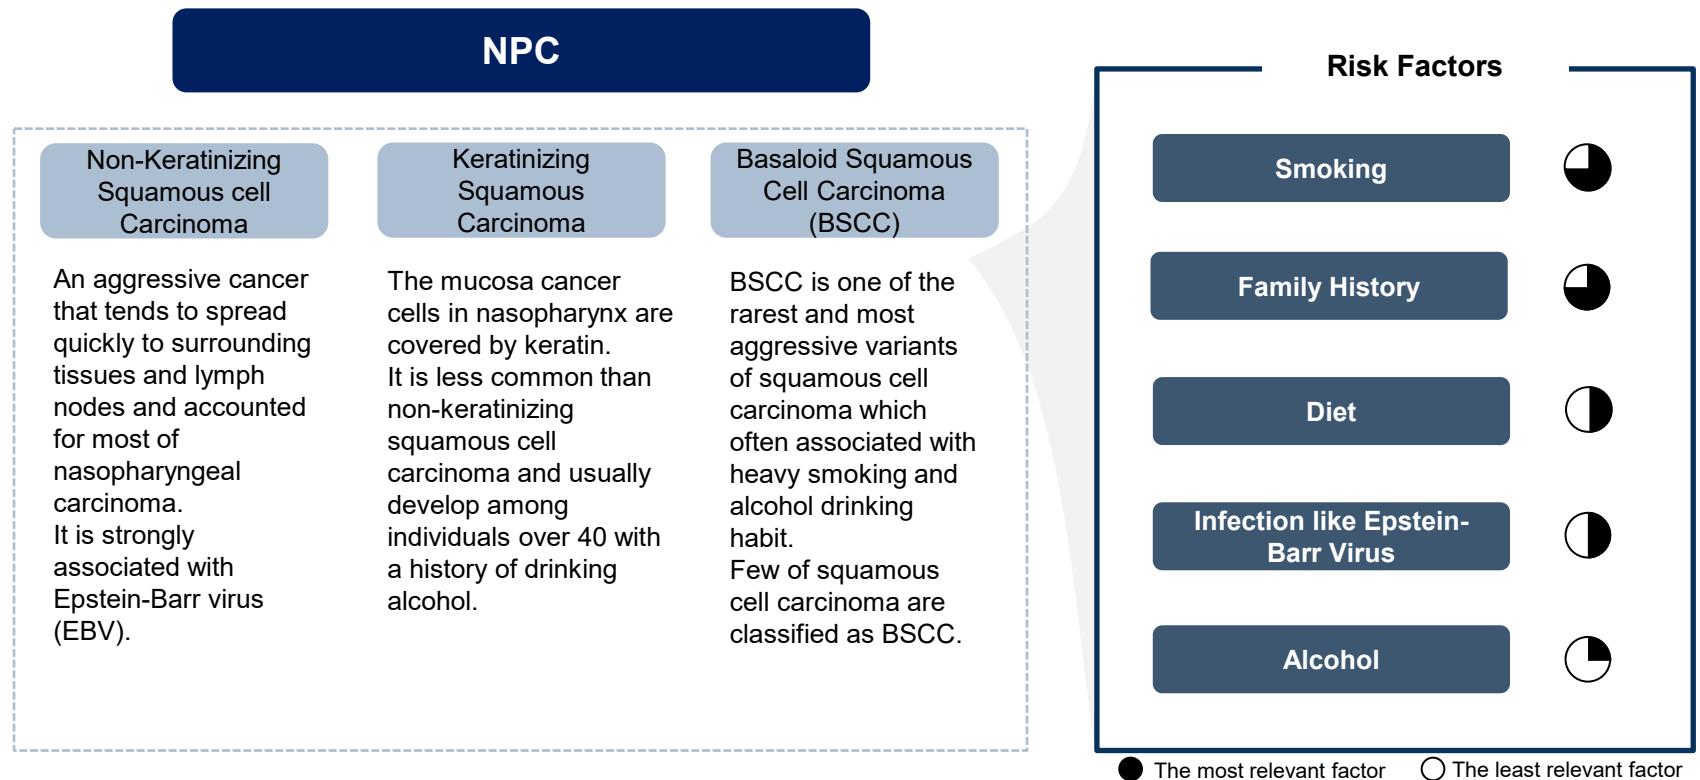 NPC
Non-Keratinizing
Squamous cell
Carcinoma
An aggressive cancer
that tends to spread
quickly to surrounding
tissues and lymph
nodes and accounted
for most of
nasopharyngeal
carcinoma.
It is strongly
associated with
Epstein-Barr virus
(EBV).
Keratinizing
Squamous
Carcinoma
The mucosa cancer
cells in nasopharynx are
covered by keratin.
It is less common than
non-keratinizing
squamous cell
carcinoma and usually
develop among
individuals over 40 with
a history of drinking
alcohol.
Basaloid Squamous
Cell Carcinoma
(BSCC)
BSCC is one of the
rarest and most
aggressive variants
of squamous cell
carcinoma which
often associated with
heavy smoking and
alcohol drinking
habit.
Few of squamous
cell carcinoma are
classified as BSCC.
Risk Factors
Smoking
Family History
Diet
Infection like Epstein-
Barr Virus
Alcohol
The most relevant factor
The least relevant factor